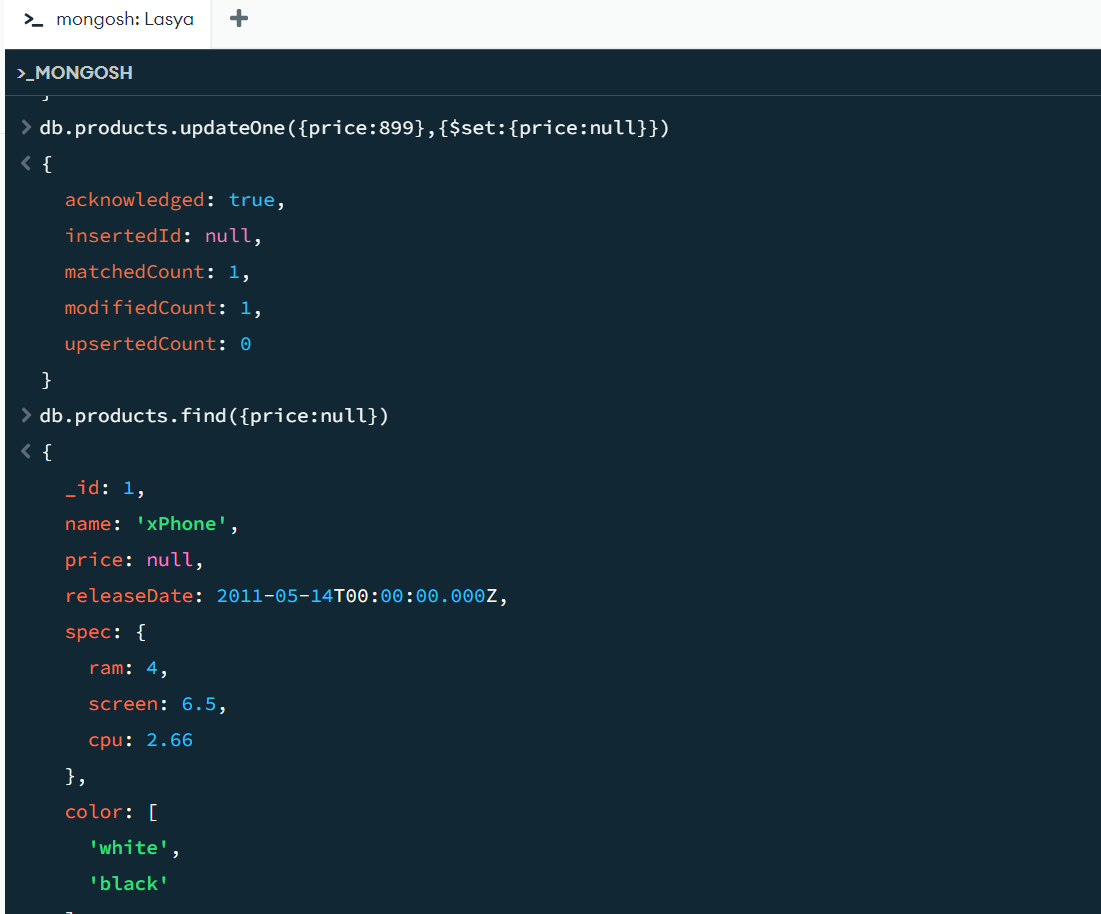 >_ mongosh: Lasya +
>_MONGOSH
}
> db.products.updateOne({price:899},{$set:{price:null}})
< {
acknowledged: true,
insertedId: null,
matchedCount: 1,
modifiedCount: 1,
upsertedCount: 0
}
> db.products.find({price:null})
< {
_id: 1,
name: 'xPhone',
price: null,
releaseDate: 2011-05-14T00:00:00.000Z,
spec: {
ram: 4,
screen: 6.5,
cpu: 2.66
},
color: [
'white',
'black'